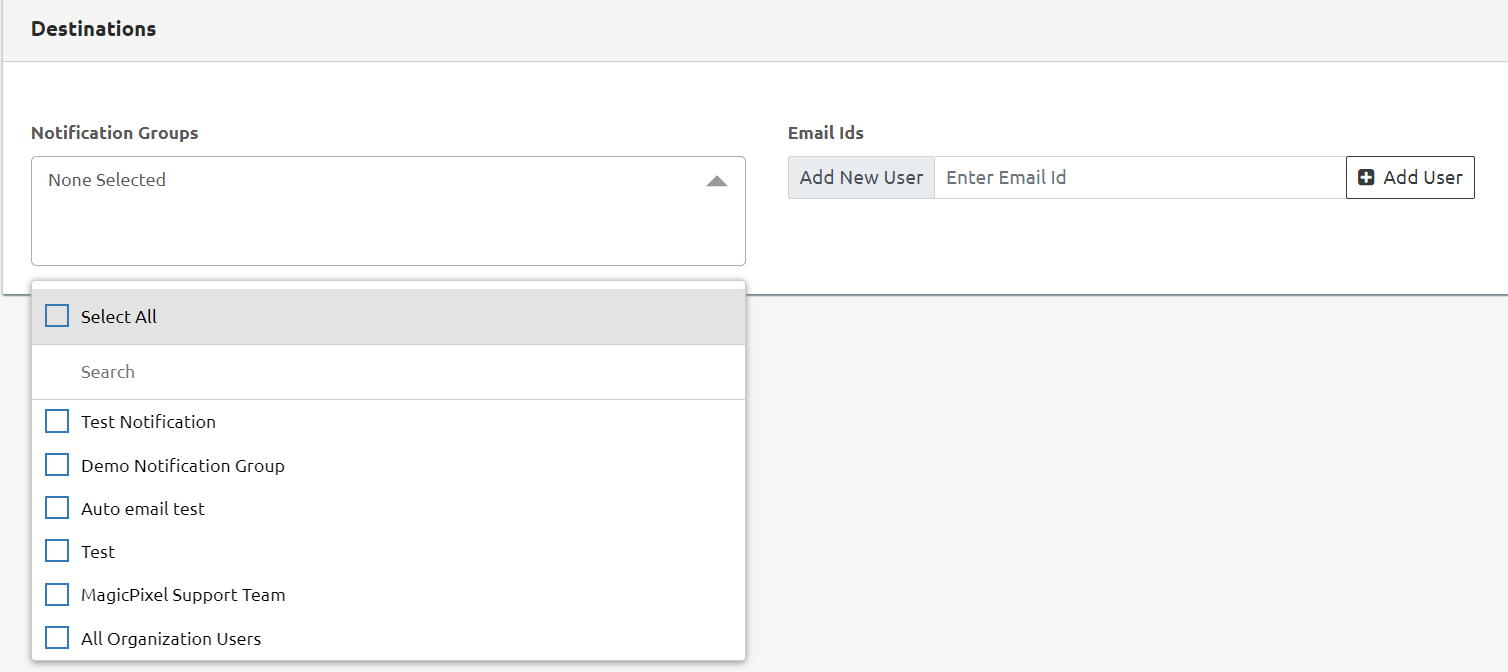 Destinations
Notification Groups
None Selected
Email Ids
Add New User Enter Email Id Add User
Select All
Search
Test Notification
Demo Notification Group
Auto email test
Test
MagicPixel Support Team
All Organization Users